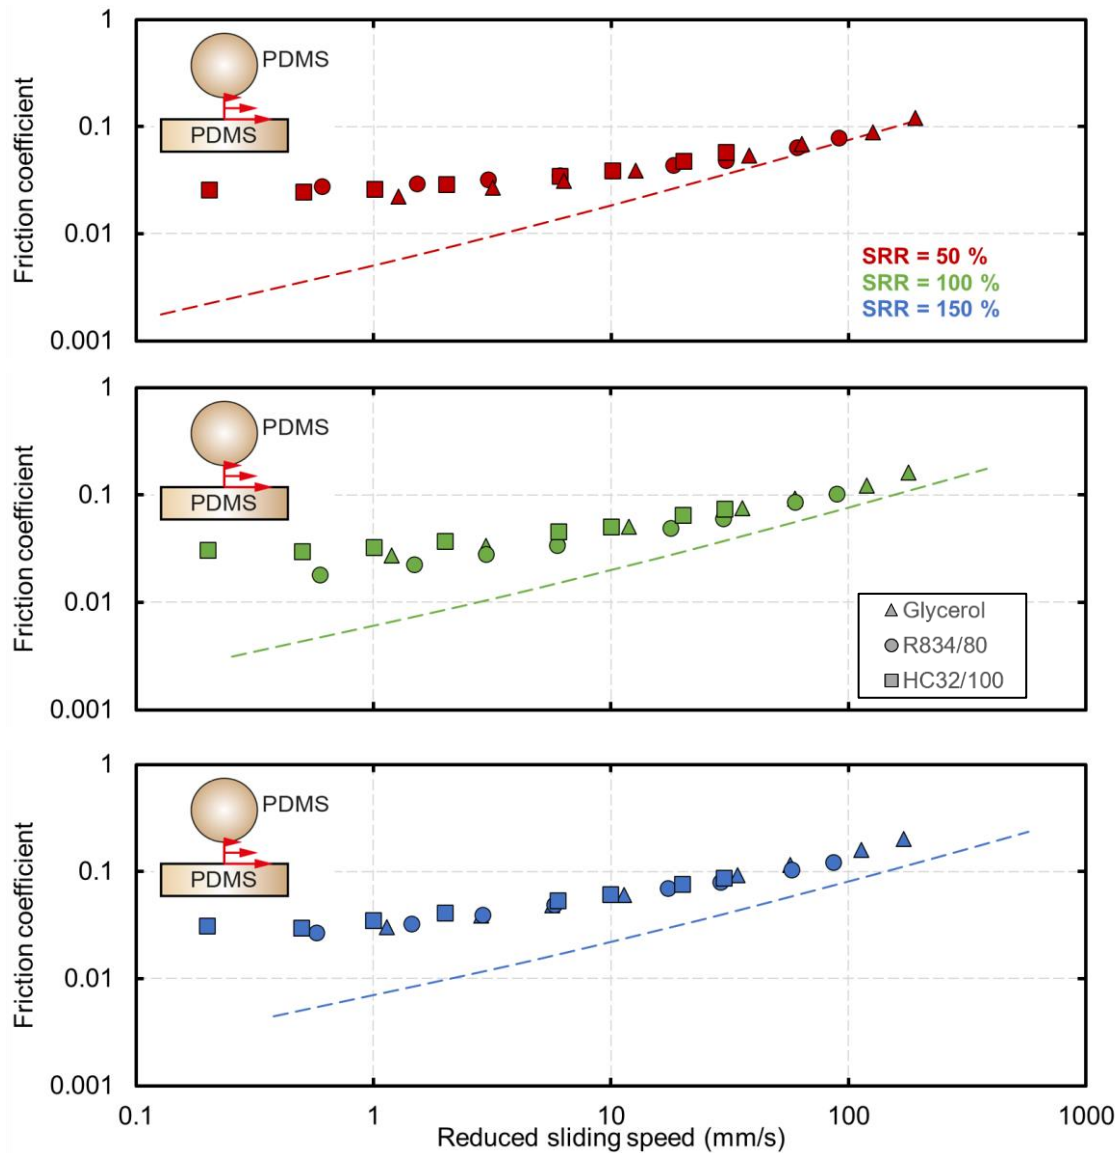 Friction coefficient
1
0.1
0.01
0.001
PDMS
PDMS
SRR = 50 %
SRR = 100 %
SRR = 150 %
Friction coefficient
1
0.1
0.01
0.001
PDMS
PDMS
Glycerol
R834/80
HC32/100
Friction coefficient
1
0.1
0.01
0.001
PDMS
PDMS
0.1
1
10
100
1000
Reduced sliding speed (mm/s)